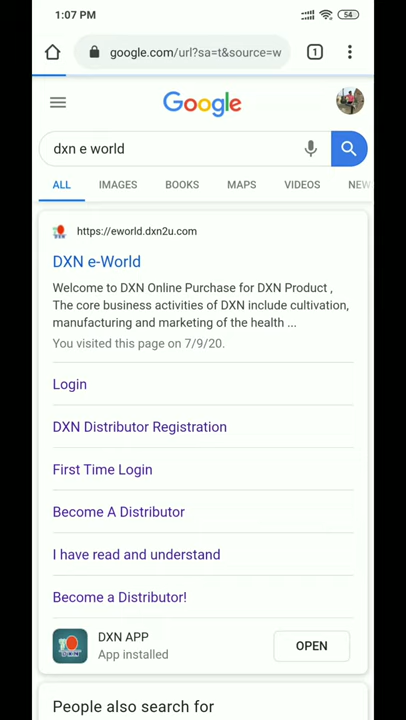 1:07 PM
54
google.com/url?sa=t&source=w
1
Google
dxn e world
ALL IMAGES BOOKS MAPS VIDEOS NEW
https://eworld.dxn2u.com
DXN e-World
Welcome to DXN Online Purchase for DXN Product ,
The core business activities of DXN include cultivation,
manufacturing and marketing of the health ...
You visited this page on 7/9/20.
Login
DXN Distributor Registration
First Time Login
Become A Distributor
I have read and understand
Become a Distributor!
DXN APP
App installed
OPEN
People also search for